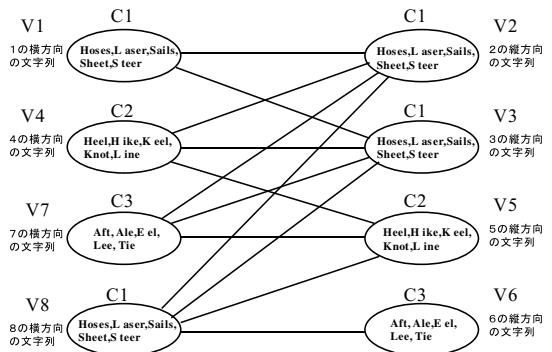 V1
C1
1の横方向
の文字列
Hoses,L aser,Sails,
Sheet,S teer
C1
V2
Hoses,L aser,Sails,
Sheet,S teer
2の縦方向
の文字列
V4
C2
4の横方向
の文字列
Heel,H ike,K eel,
Knot,L ine
C1
V3
Hoses,L aser,Sails,
Sheet,S teer
3の縦方向
の文字列
V7
C3
7の横方向
の文字列
Aft, Ale,E el,
Lee, Tie
C2
V5
Heel,H ike,K eel,
Knot,L ine
5の縦方向
の文字列
V8
C1
8の横方向
の文字列
Hoses,L aser,Sails,
Sheet,S teer
C3
V6
Aft, Ale,E el,
Lee, Tie
6の縦方向
の文字列